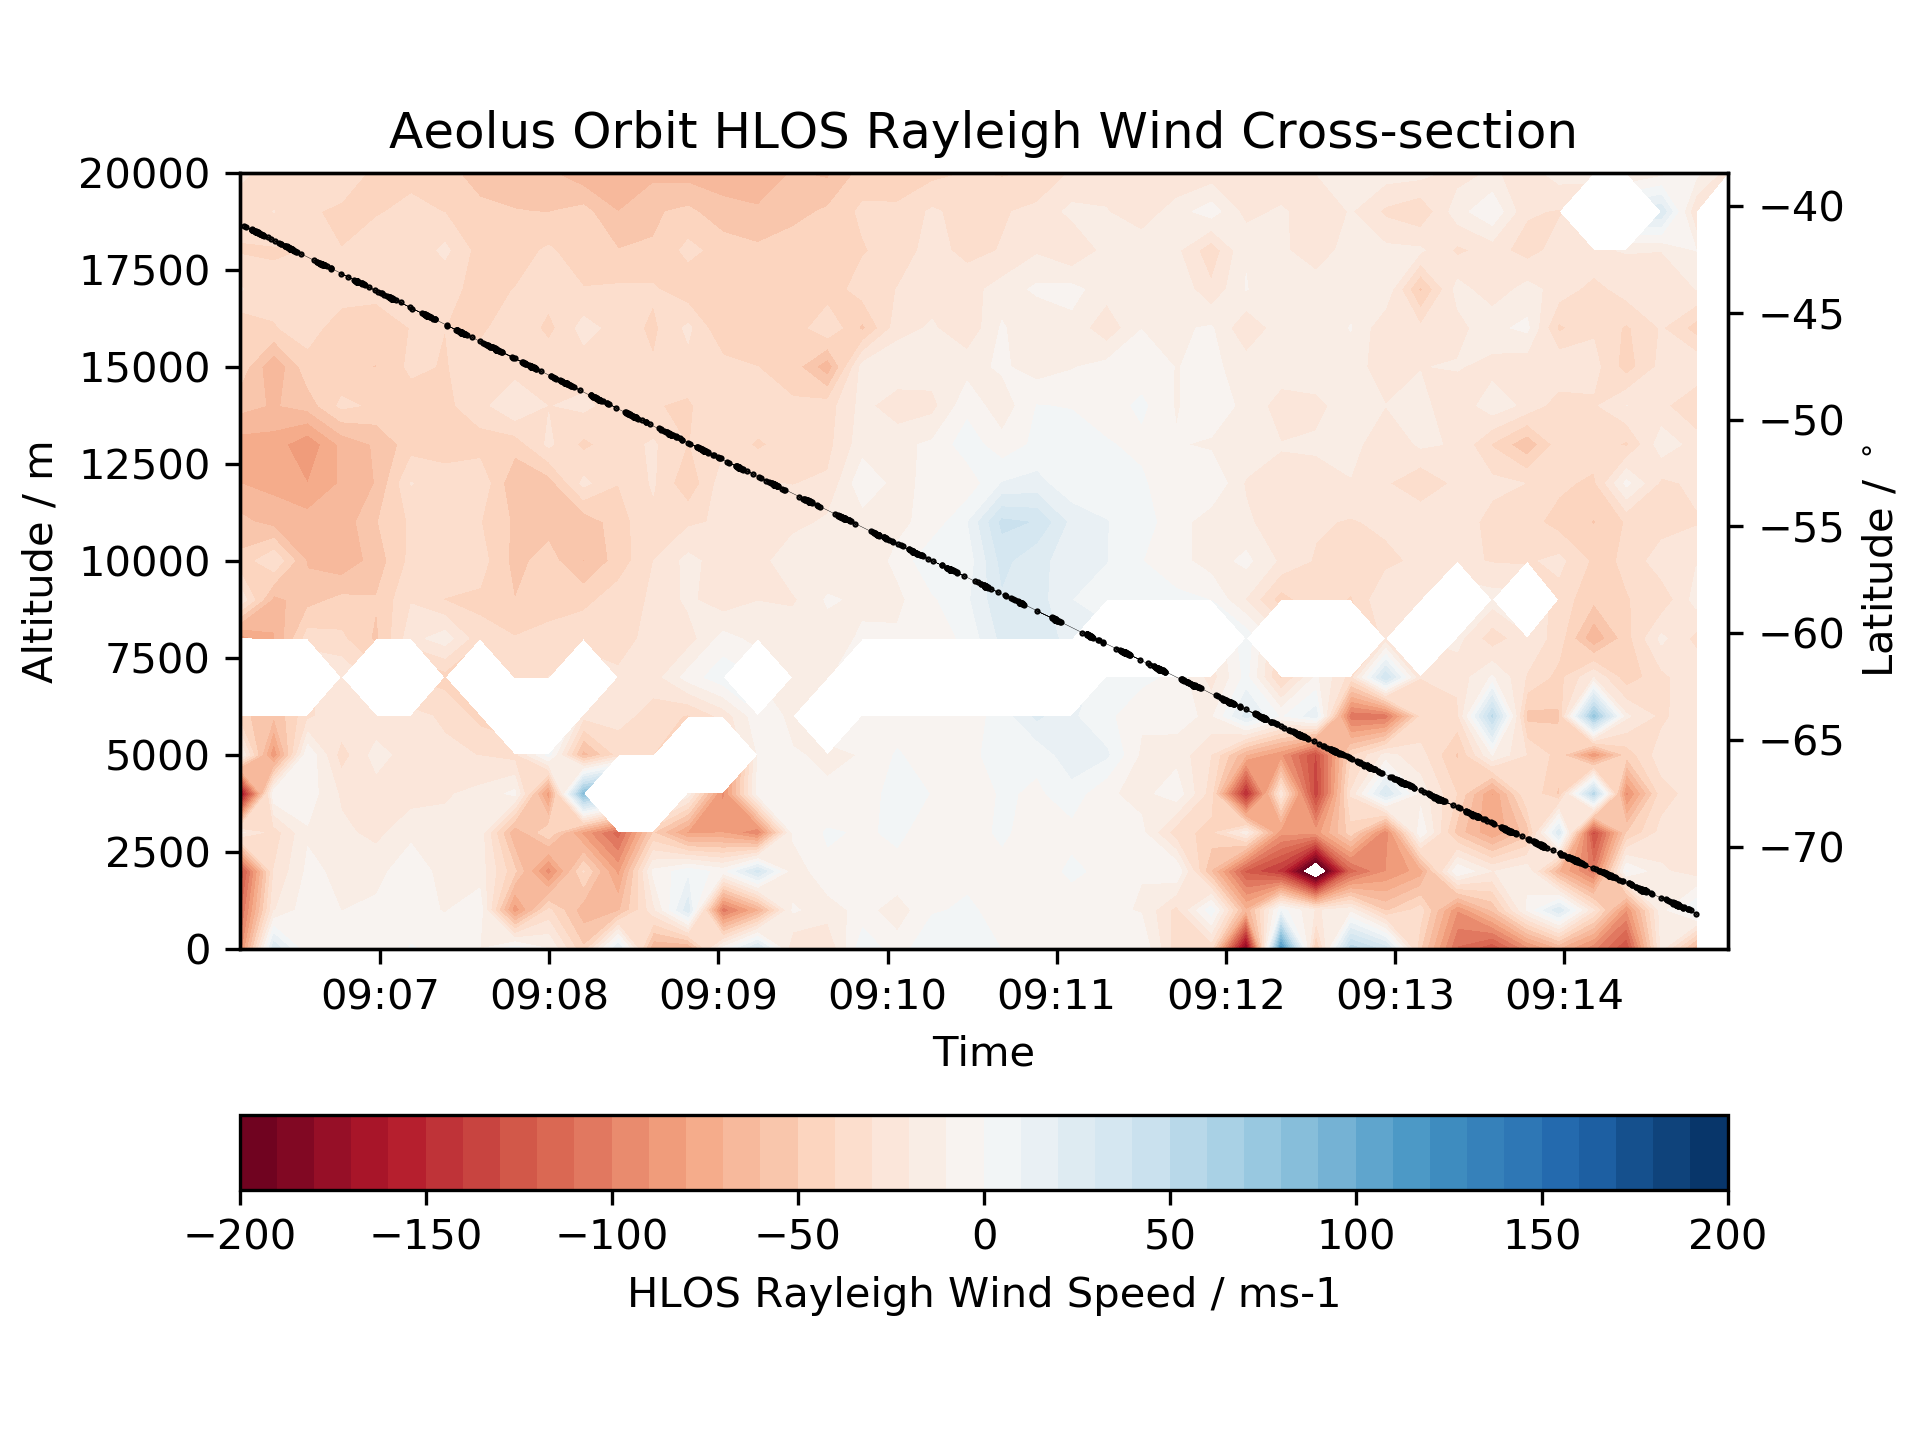 Aeolus Orbit HLOS Rayleigh Wind Cross-section
20000
17500
15000
12500
10000
7500
5000
2500
0
Altitude / m
−40
−45
−50
−55
−60
−65
−70
Latitude / °
09:07 09:08 09:09 09:10 09:11 09:12 09:13 09:14
Time
−200 −150 −100 −50 0 50 100 150 200
HLOS Rayleigh Wind Speed / ms-1